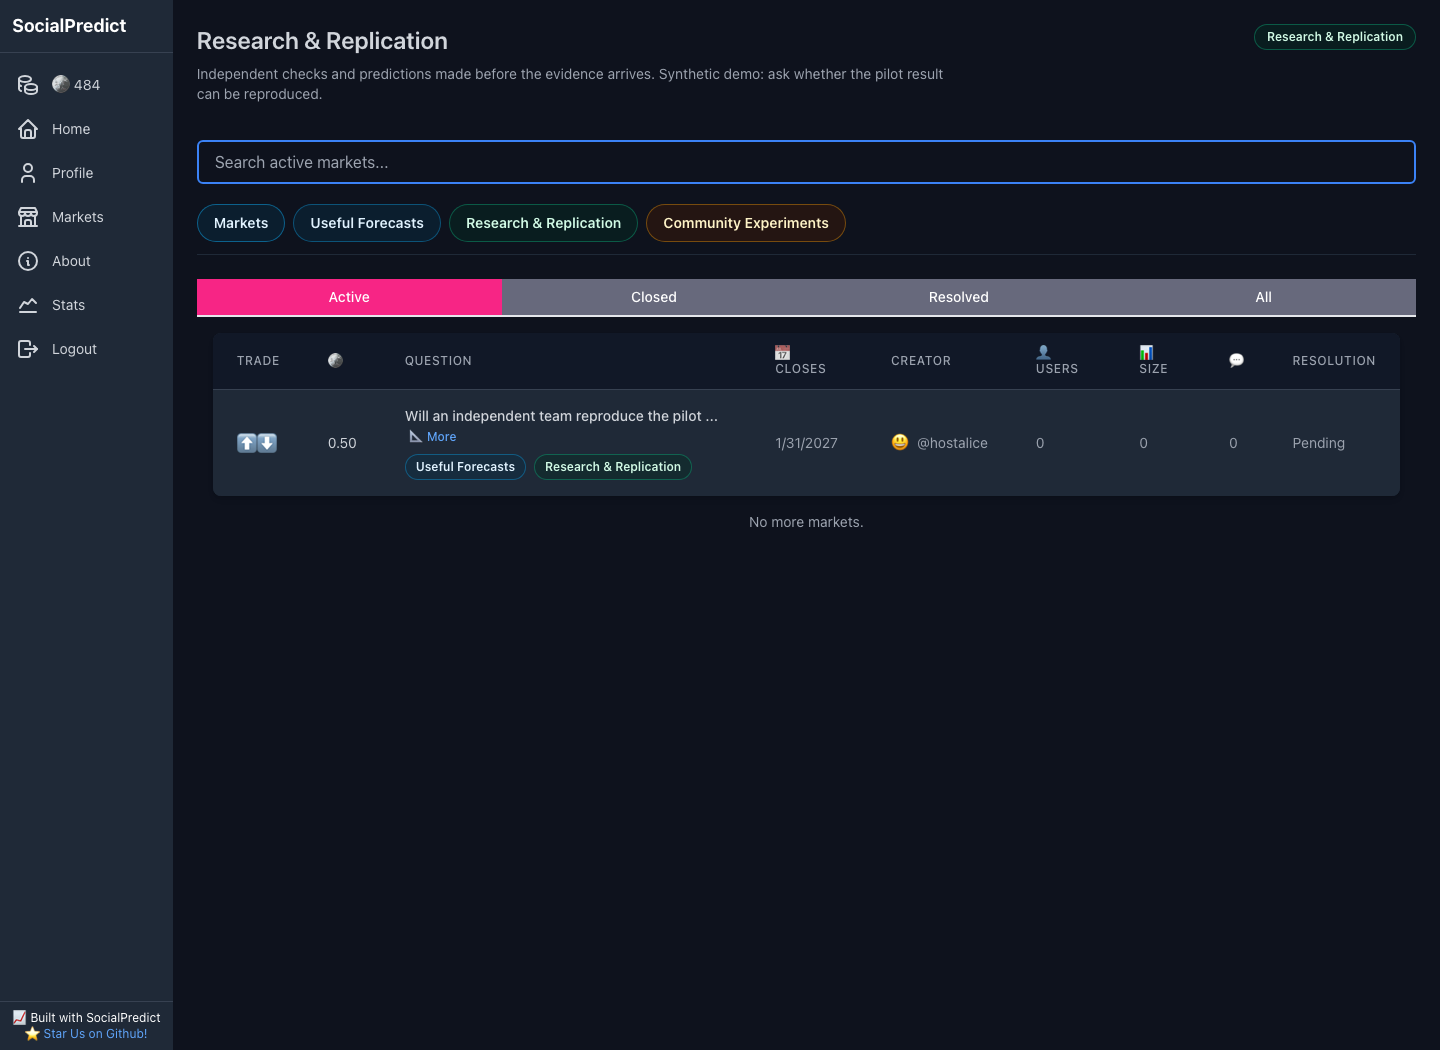 SocialPredict
484
Home
Profile
Markets
About
Stats
Logout
Built with SocialPredict
Star Us on Github!
Research & Replication
Research & Replication
Independent checks and predictions made before the evidence arrives. Synthetic demo: ask whether the pilot result
can be reproduced.
Search active markets...
Markets Useful Forecasts Research & Replication Community Experiments
Active Closed Resolved All
TRADE QUESTION CLOSES CREATOR USERS SIZE RESOLUTION
Will an independent team reproduce the pilot ...
More
0.50 1/31/2027 @hostalice 0 0 0 Pending
Useful Forecasts Research & Replication
No more markets.